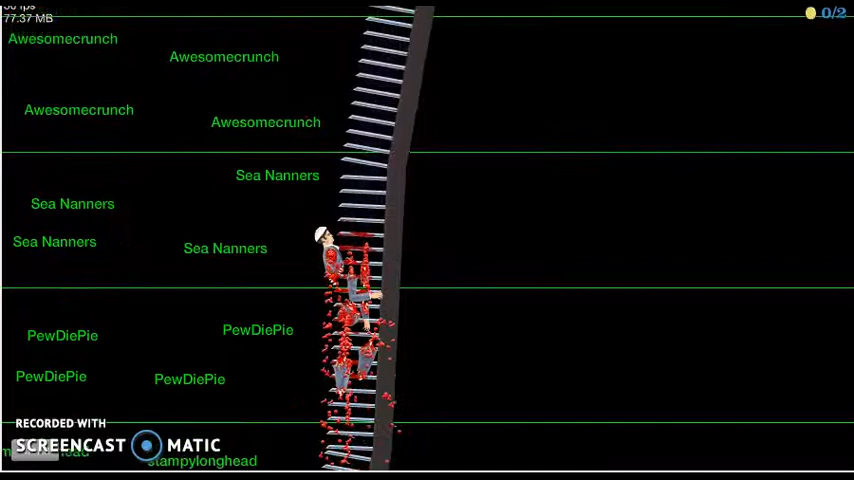 77.37 MB
0/2
Awesomecrunch
Awesomecrunch
Awesomecrunch
Awesomecrunch
Sea Nanners
Sea Nanners
Sea Nanners
Sea Nanners
PewDiePie
PewDiePie
PewDiePie
PewDiePie
RECORDED WITH
SCREENCAST MATIC
stampylonghead